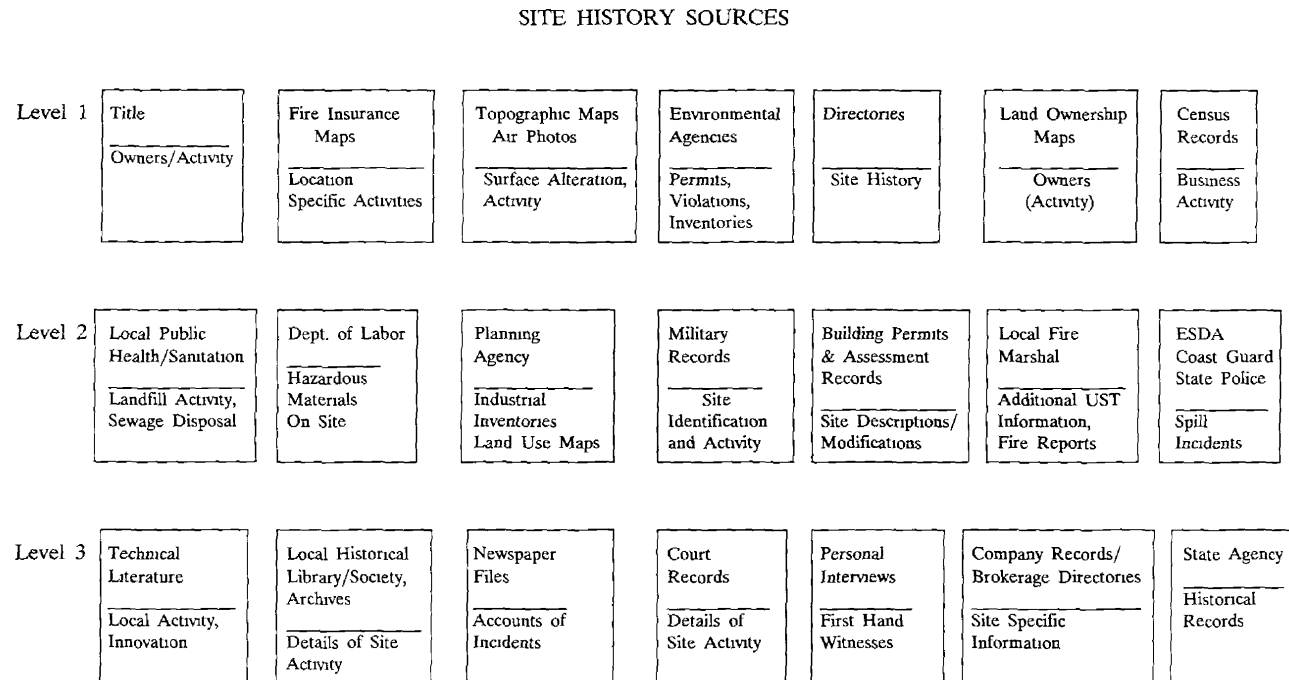 SITE HISTORY SOURCES
Level 1
Title
Owners/Activity
Fire Insurance
Maps
Location
Specific Activities
Topographic Maps
Air Photos
Surface Alteration,
Activity
Environmental
Agencies
Permits,
Violations,
Inventories
Directories
Site History
Land Ownership
Maps
Owners
(Activity)
Census
Records
Business
Activity
Level 2
Local Public
Health/Sanitation
Landfill Activity,
Sewage Disposal
Dept. of Labor
Hazardous
Materials
On Site
Planning
Agency
Industrial
Inventories
Land Use Maps
Military
Records
Site
Identification
and Activity
Building Permits
& Assessment
Records
Site Descriptions/
Modifications
Local Fire
Marshal
Additional UST
Information,
Fire Reports
ESDA
Coast Guard
State Police
Spill
Incidents
Level 3
Technical
Literature
Local Activity,
Innovation
Local Historical
Library/Society,
Archives
Details of Site
Activity
Newspaper
Files
Accounts of
Incidents
Court
Records
Details of
Site Activity
Personal
Interviews
First Hand
Witnesses
Company Records/
Brokerage Directories
Site Specific
Information
State Agency
Historical
Records